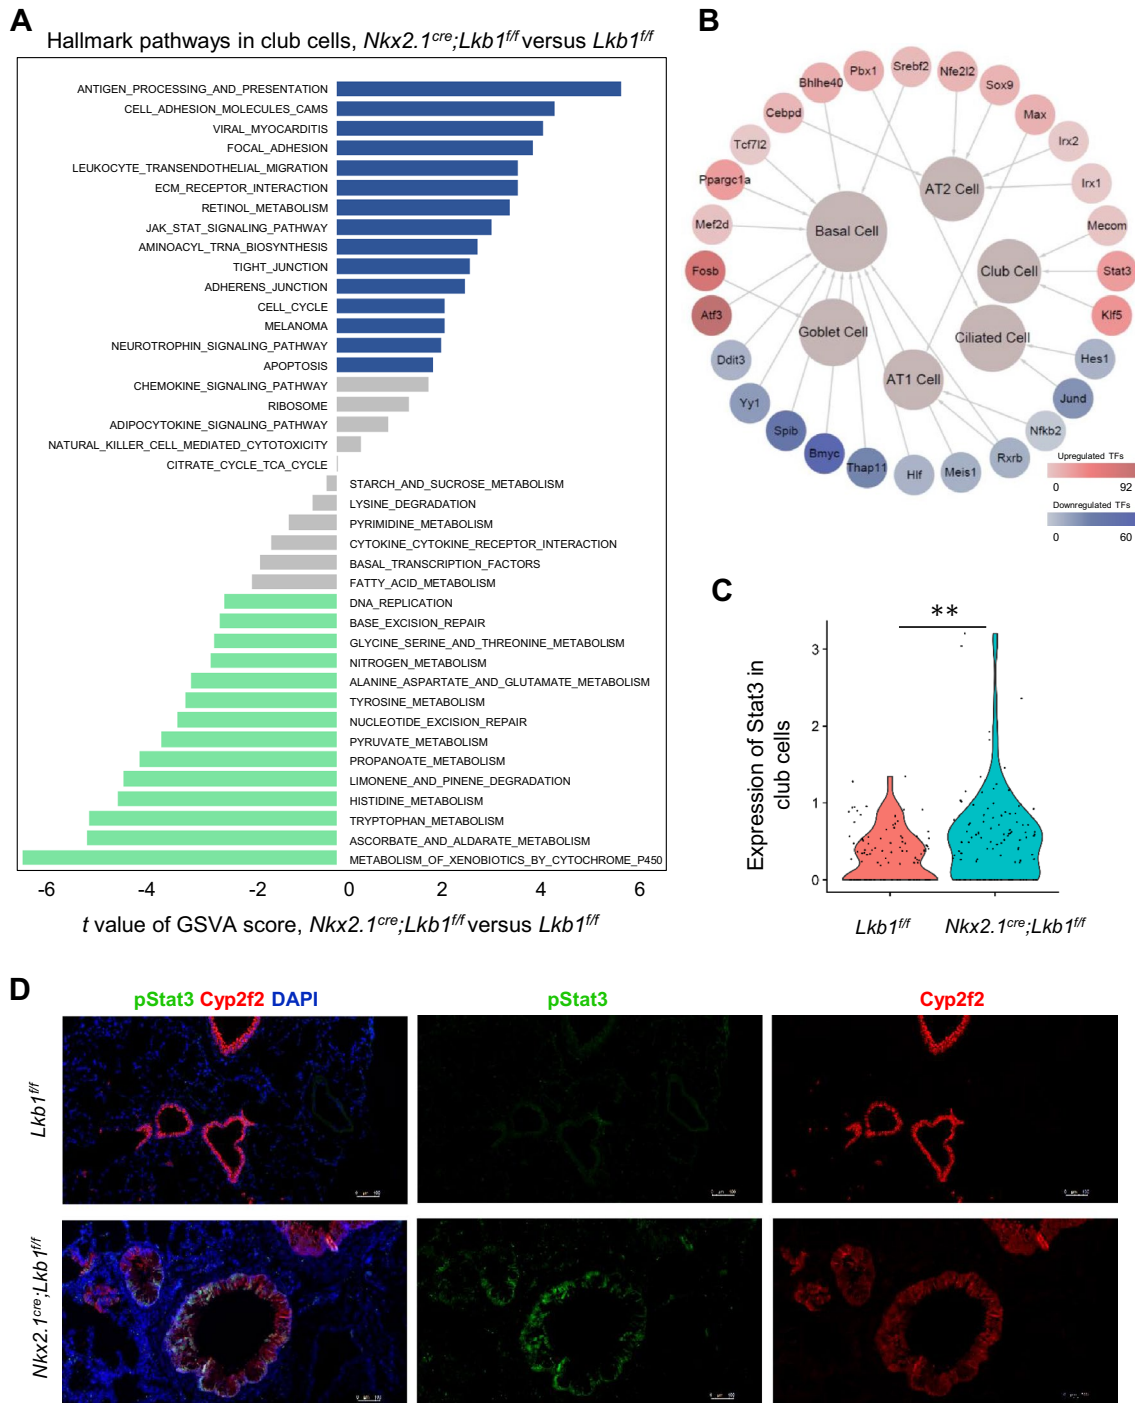 A
Hallmark pathways in club cells, Nkx2.1cre;Lkb1f/f versus Lkb1f/f
ANTIGEN_PROCESSING_AND_PRESENTATION
CELL_ADHESION_MOLECULES_CAMS
VIRAL_MYOCARDITIS
FOCAL_ADHESION
LEUKOCYTE_TRANSENDOTHELIAL_MIGRATION
ECM_RECEPTOR_INTERACTION
RETINOL_METABOLISM
JAK_STAT_SIGNALING_PATHWAY
AMINOACYL_TRNA_BIOSYNTHESIS
TIGHT_JUNCTION
ADHERENS_JUNCTION
CELL_CYCLE
MELANOMA
NEUROTROPHIN_SIGNALING_PATHWAY
APOPTOSIS
CHEMOKINE_SIGNALING_PATHWAY
RIBOSOME
ADIPOCYTOKINE_SIGNALING_PATHWAY
NATURAL_KILLER_CELL_MEDIATED_CYTOTOXICITY
CITRATE_CYCLE_TCA_CYCLE
STARCH_AND_SUCROSE_METABOLISM
LYSINE_DEGRADATION
PYRIMIDINE_METABOLISM
CYTOKINE_CYTOKINE_RECEPTOR_INTERACTION
BASAL_TRANSCRIPTION_FACTORS
FATTY_ACID_METABOLISM
DNA_REPLICATION
BASE_EXCISION_REPAIR
GLYCINE_SERINE_AND_THREONINE_METABOLISM
NITROGEN_METABOLISM
ALANINE_ASPARTATE_AND_GLUTAMATE_METABOLISM
TYROSINE_METABOLISM
NUCLEOTIDE_EXCISION_REPAIR
PYRUVATE_METABOLISM
PROPANOATE_METABOLISM
LIMONENE_AND_PINENE_DEGRADATION
HISTIDINE_METABOLISM
TRYPTOPHAN_METABOLISM
ASCORBATE_AND_ALDARATE_METABOLISM
METABOLISM_OF_XENOBIOTICS_BY_CYTOCHROME_P450
-6 -4 -2 0 2 4 6
t value of GSVA score, Nkx2.1cre;Lkb1f/f versus Lkb1f/f
B
Srebf2
Pbx1
Nfe2l2
Bhlhe40
Sox9
Cebpd
Max
Tcf7l2
Irx2
Ppargc1a
Irx1
AT2 Cell
Mef2d
Mecom
Basal Cell
Fosb
Club Cell
Stat3
Atf3
Klf5
Goblet Cell
Ciliated Cell
Ddit3
Hes1
AT1 Cell
Yy1
Jund
Spib
Nfkb2
Bmyc
Rxrb
Thap11
Hlf
Meis1
Upregulated TFs
0 92
Downregulated TFs
0 60
C
**
Expression of Stat3 in
club cells
3
2
1
0
Lkb1f/f Nkx2.1cre;Lkb1f/f
D
pStat3 Cyp2f2 DAPI
pStat3
Cyp2f2
Lkb1f/f
Nkx2.1cre;Lkb1f/f